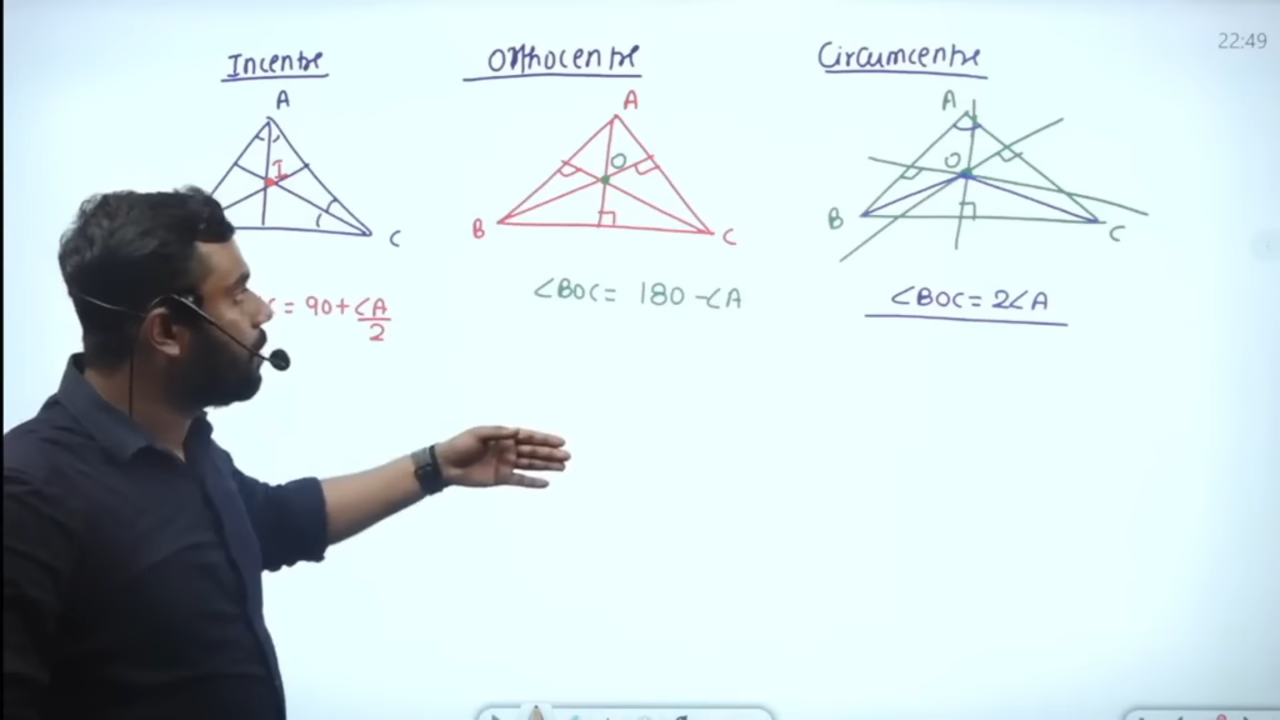 22:49
Incentre
Orthocentre
Circumcentre
A
I
C
A
O
B
C
A
O
B
C
= 90+∠A/2
∠BOC= 180-∠A
∠BOC= 2∠A